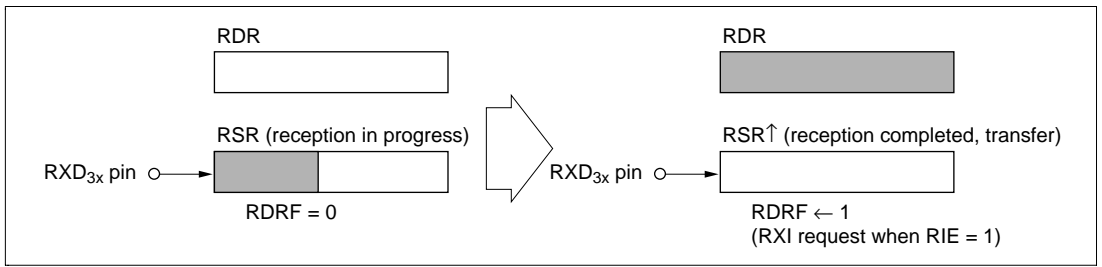 RDR
RSR (reception in progress)
RXD3x pin
RDRF = 0
RDR
RSR↑ (reception completed, transfer)
RXD3x pin
RDRF ← 1
(RXI request when RIE = 1)